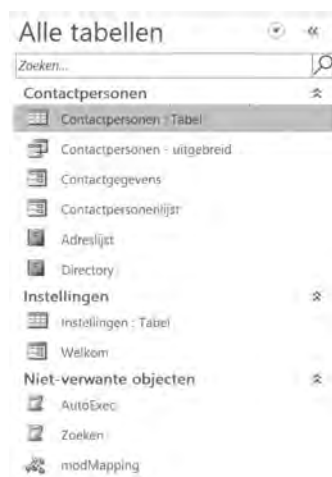 Alle tabellen
Zoeken...
Contactpersonen
Contactpersonen : Tabel
Contactpersonen - uitgebreid
Contactgegevens
Contactpersonenlijst
Adreslijst
Directory
Instellingen
Instellingen : Tabel
Welkom
Niet-verwante objecten
AutoExec
Zoeken
modMapping